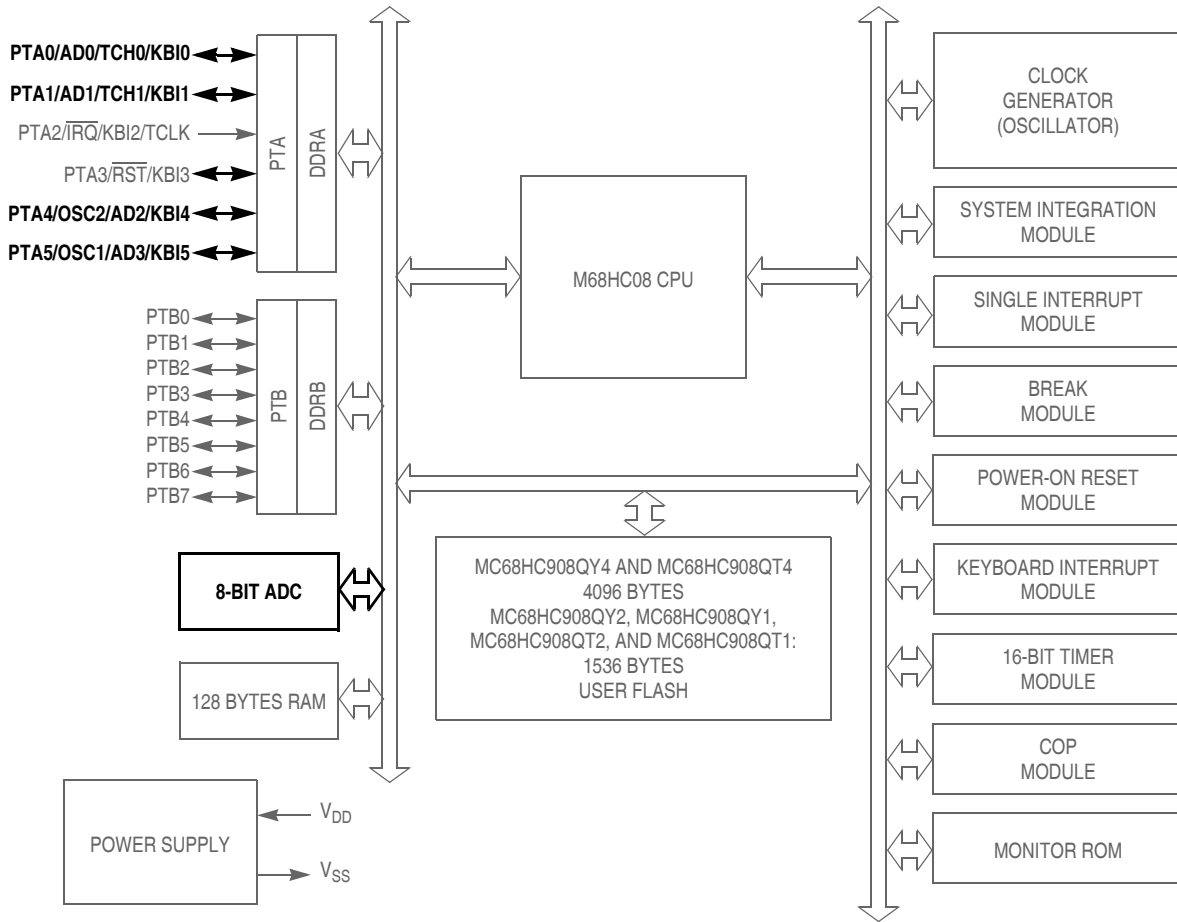 PTA0/AD0/TCH0/KBI0
PTA1/AD1/TCH1/KBI1
PTA2/IRQ/KBI2/TCLK
PTA3/RST/KBI3
PTA4/OSC2/AD2/KBI4
PTA5/OSC1/AD3/KBI5
PTA
DDRA
PTB0
PTB1
PTB2
PTB3
PTB4
PTB5
PTB6
PTB7
PTB
DDRB
8-BIT ADC
128 BYTES RAM
POWER SUPPLY
VDD
VSS
M68HC08 CPU
MC68HC908QY4 AND MC68HC908QT4
4096 BYTES
MC68HC908QY2, MC68HC908QY1,
MC68HC908QT2, AND MC68HC908QT1:
1536 BYTES
USER FLASH
CLOCK
GENERATOR
(OSCILLATOR)
SYSTEM INTEGRATION
MODULE
SINGLE INTERRUPT
MODULE
BREAK
MODULE
POWER-ON RESET
MODULE
KEYBOARD INTERRUPT
MODULE
16-BIT TIMER
MODULE
COP
MODULE
MONITOR ROM